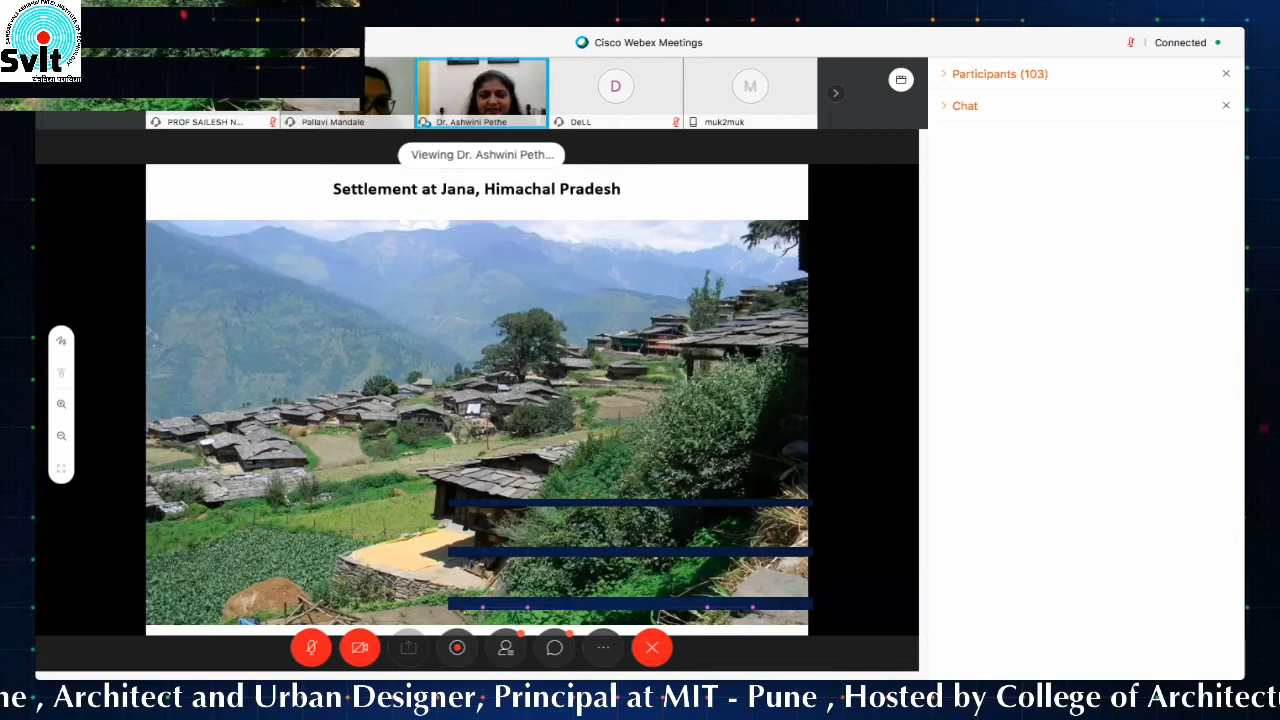 SVIT
Cisco Webex Meetings
Connected
Participants (103)
Chat
D
M
PROF SAILESH N...
Pallavi Mandale
Dr. Ashwini Pethe
DeLL
muk2muk
Viewing Dr. Ashwini Peth...
Settlement at Jana, Himachal Pradesh
ne , Architect and Urban Designer, Principal at MIT - Pune , Hosted by College of Architect